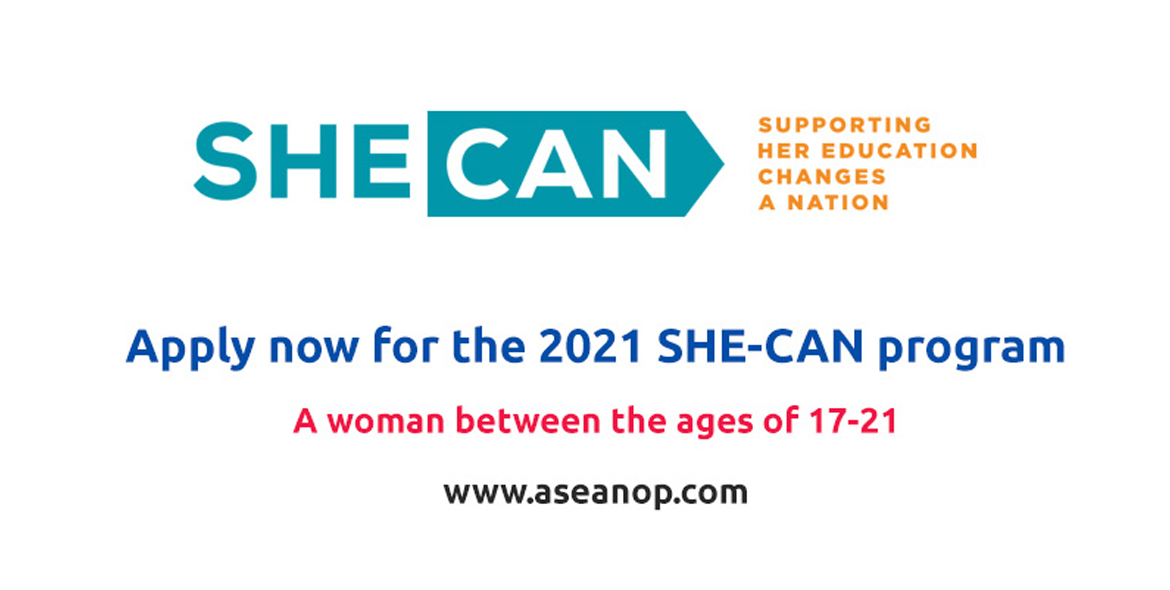 SHE CAN
SUPPORTING
HER EDUCATION
CHANGES
A NATION
Apply now for the 2021 SHE-CAN program
A woman between the ages of 17-21
www.aseanop.com